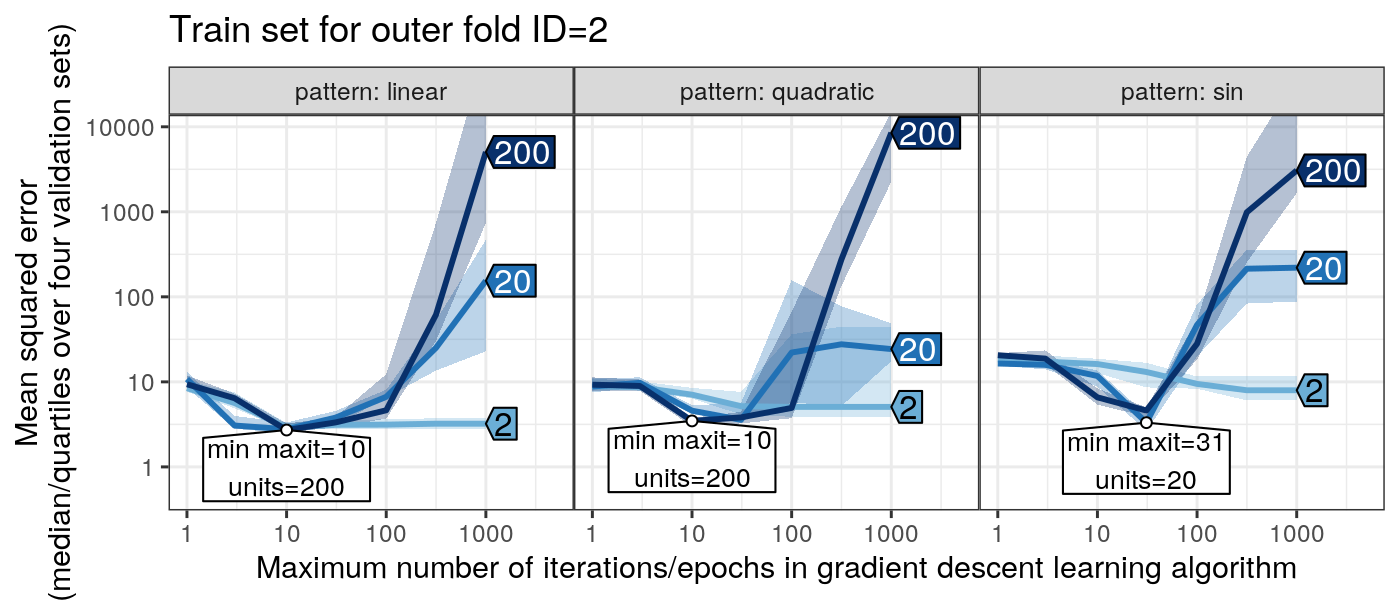 Train set for outer fold ID=2
Mean squared error
(median/quartiles over four validation sets)
pattern: linear
pattern: quadratic
pattern: sin
10000
1000
100
10
1
200
20
2
min maxit=10
units=200
200
20
2
min maxit=10
units=200
200
20
2
min maxit=31
units=20
1 10 100 1000
1 10 100 1000
1 10 100 1000
Maximum number of iterations/epochs in gradient descent learning algorithm